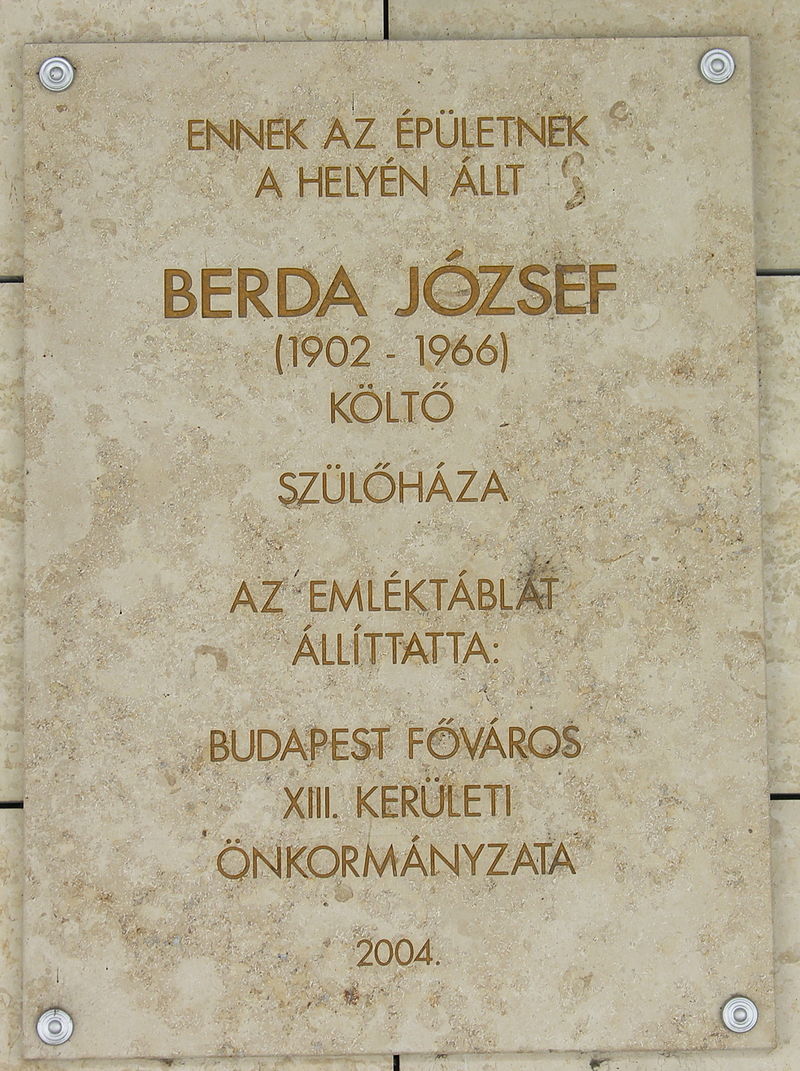 ENNEK AZ ÉPÜLETNEK
A HELYÉN ÁLLT
BERDA JÓZSEF
(1902 - 1966)
KÖLTŐ
SZÜLŐHÁZA
AZ EMLÉKTÁBLÁT
ÁLLÍTTATTA:
BUDAPEST FŐVÁROS
XIII. KERÜLETI
ÖNKORMÁNYZATA
2004.